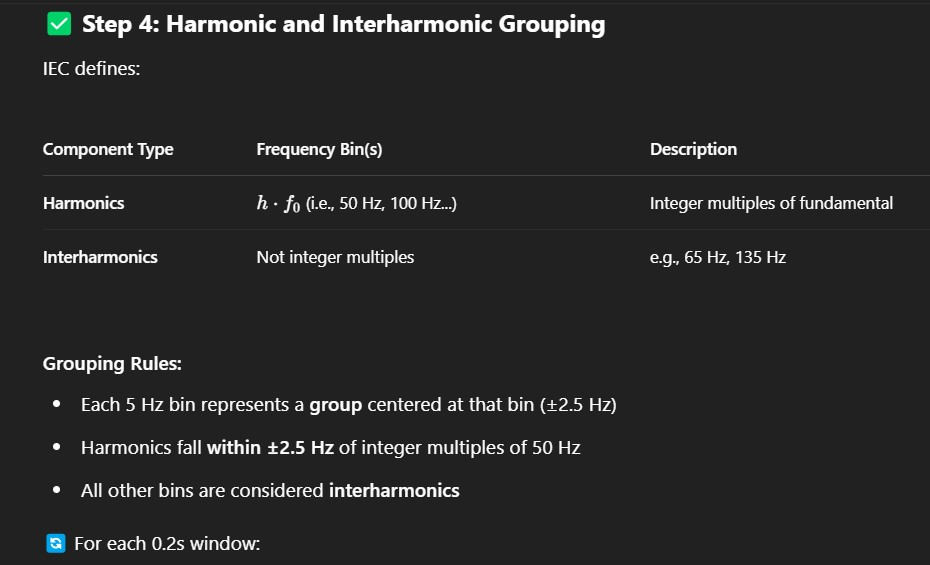 ✅ Step 4: Harmonic and Interharmonic Grouping
IEC defines:
Component Type Frequency Bin(s) Description
Harmonics h · f₀ (i.e., 50 Hz, 100 Hz...) Integer multiples of fundamental
Interharmonics Not integer multiples e.g., 65 Hz, 135 Hz
Grouping Rules:
• Each 5 Hz bin represents a group centered at that bin (±2.5 Hz)
• Harmonics fall within ±2.5 Hz of integer multiples of 50 Hz
• All other bins are considered interharmonics
🔄 For each 0.2s window: